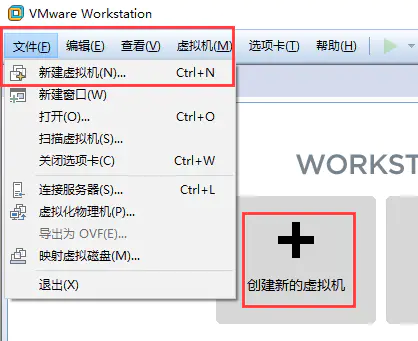 VMware Workstation
文件(F) 编辑(E) 查看(V) 虚拟机(M) 选项卡(T) 帮助(H)
新建虚拟机(N)... Ctrl+N
新建窗口(W)
打开(O)... Ctrl+O
扫描虚拟机(S)...
关闭选项卡(C) Ctrl+W
连接服务器(S)... Ctrl+L
虚拟化物理机(P)...
导出为 OVF(E)...
映射虚拟磁盘(M)...
退出(X)
WORKST
创建新的虚拟机